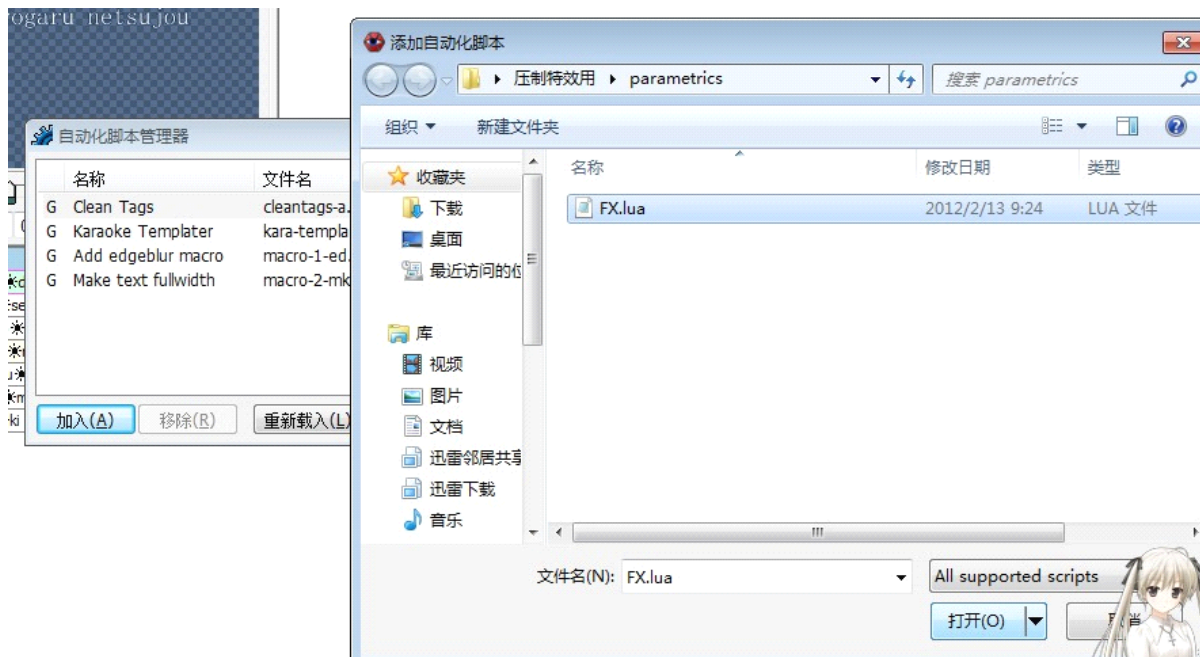 ogaru netsujou
添加自动化脚本
压制特效用 parametrics
搜索 parametrics
组织
新建文件夹
自动化脚本管理器
名称 文件名
G Clean Tags cleantags-a.
G Karaoke Templater kara-templa
G Add edgeblur macro macro-1-ed.
G Make text fullwidth macro-2-mk
加入(A) 移除(R) 重新载入(L)
收藏夹
下载
桌面
最近访问的位
库
视频
图片
文档
迅雷邻居共享
迅雷下载
音乐
名称 修改日期 类型
FX.lua 2012/2/13 9:24 LUA 文件
文件名(N): FX.lua
All supported scripts
打开(O)